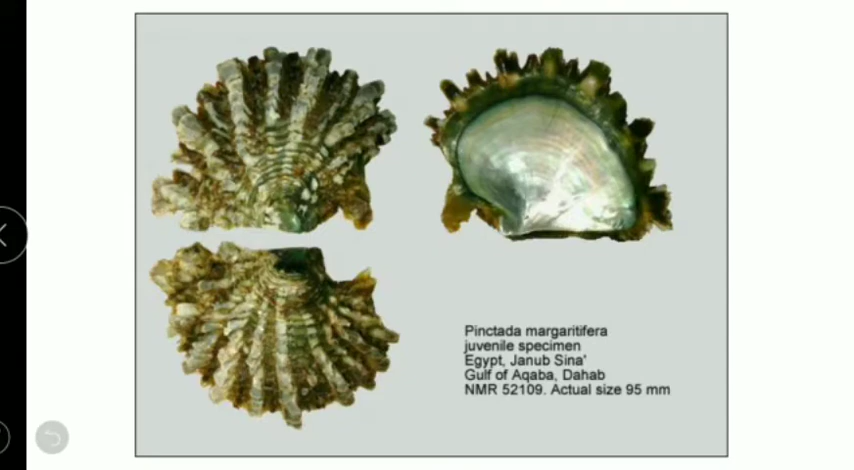 Pinctada margaritifera
juvenile specimen
Egypt, Janub Sina'
Gulf of Aqaba, Dahab
NMR 52109. Actual size 95 mm